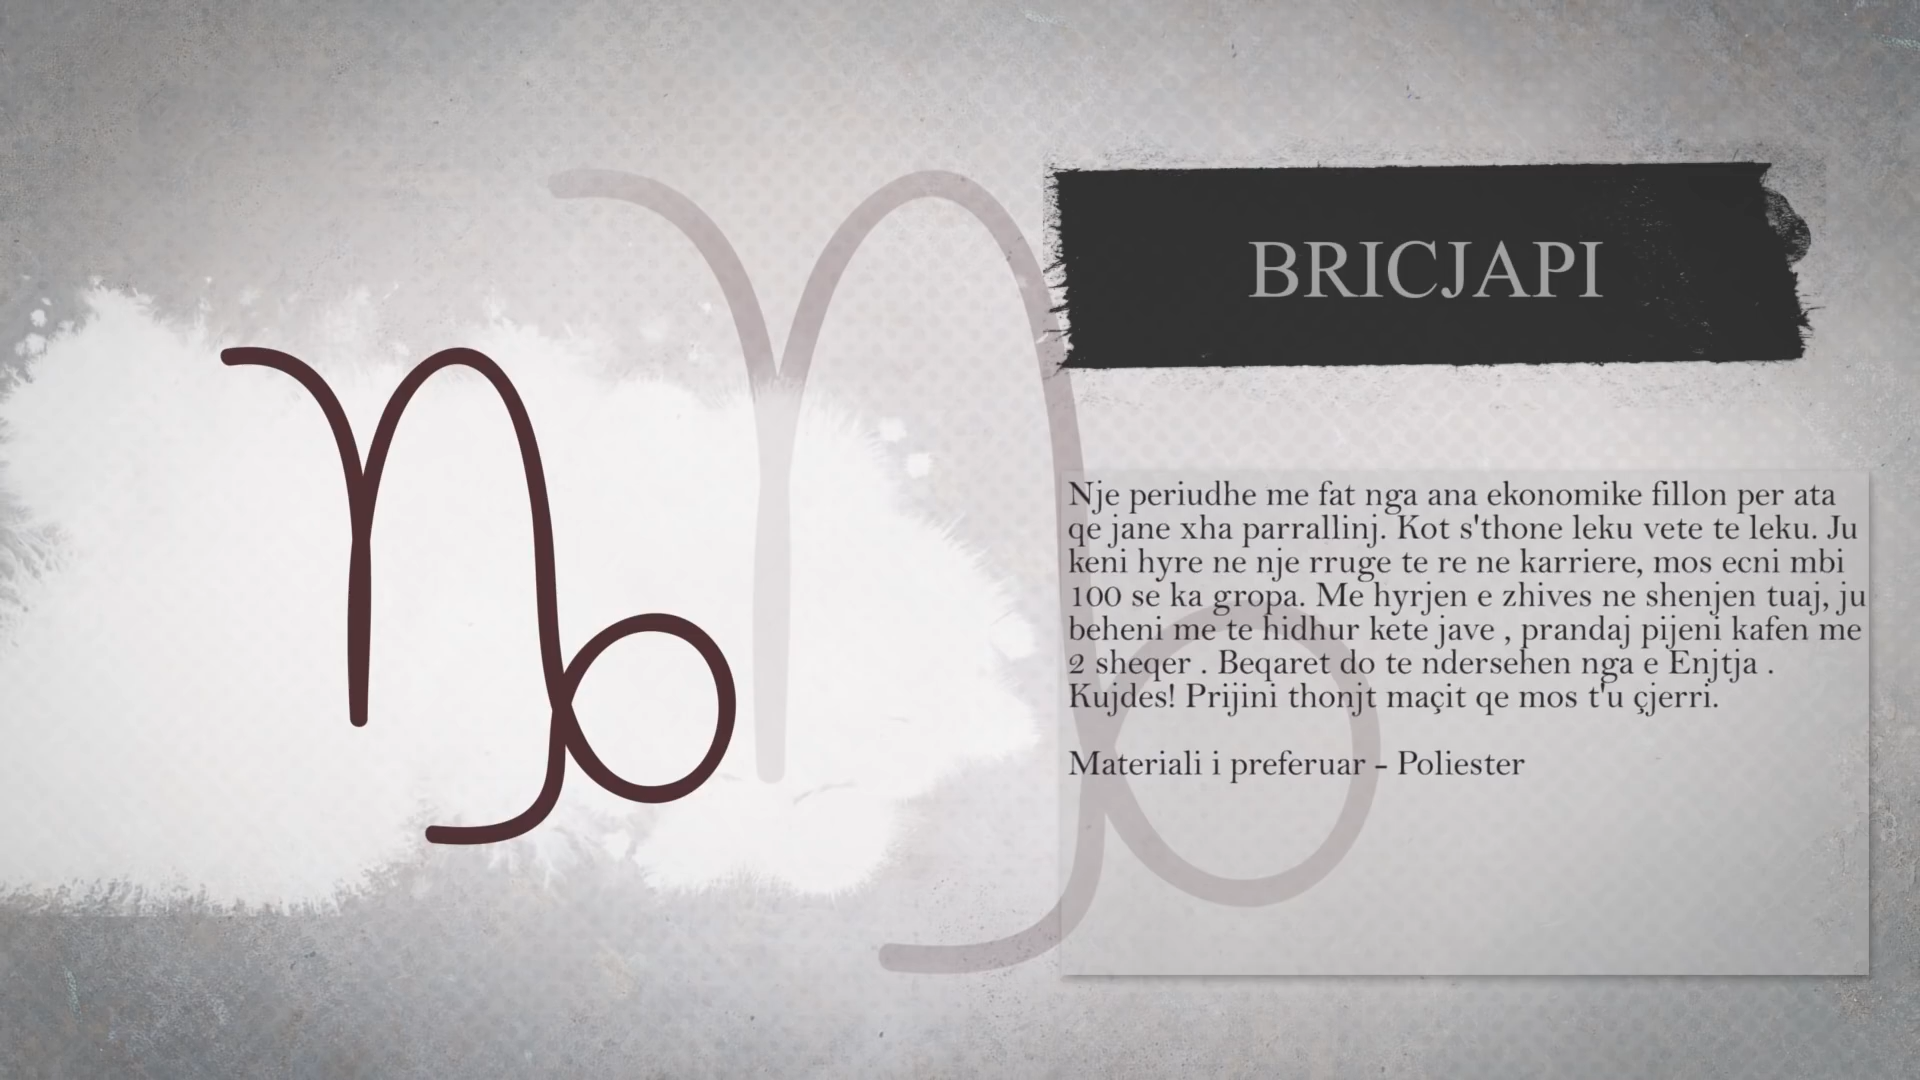 BRICJAPI
Nje periudhe me fat nga ana ekonomike fillon per ata
qe jane xha parrallinj. Kot s'thone leku vete te leku. Ju
keni hyre ne nje rruge te re ne karriere, mos ecni mbi
100 se ka gropa. Me hyrjen e zhives ne shenjen tuaj, ju
beheni me te hidhur kete jave , prandaj pijeni kafen me
2 sheqer . Beqaret do te ndersehen nga e Enjtja .
Kujdes! Prijini thonjt maçit qe mos t'u çjerri.
Materiali i preferuar - Poliester